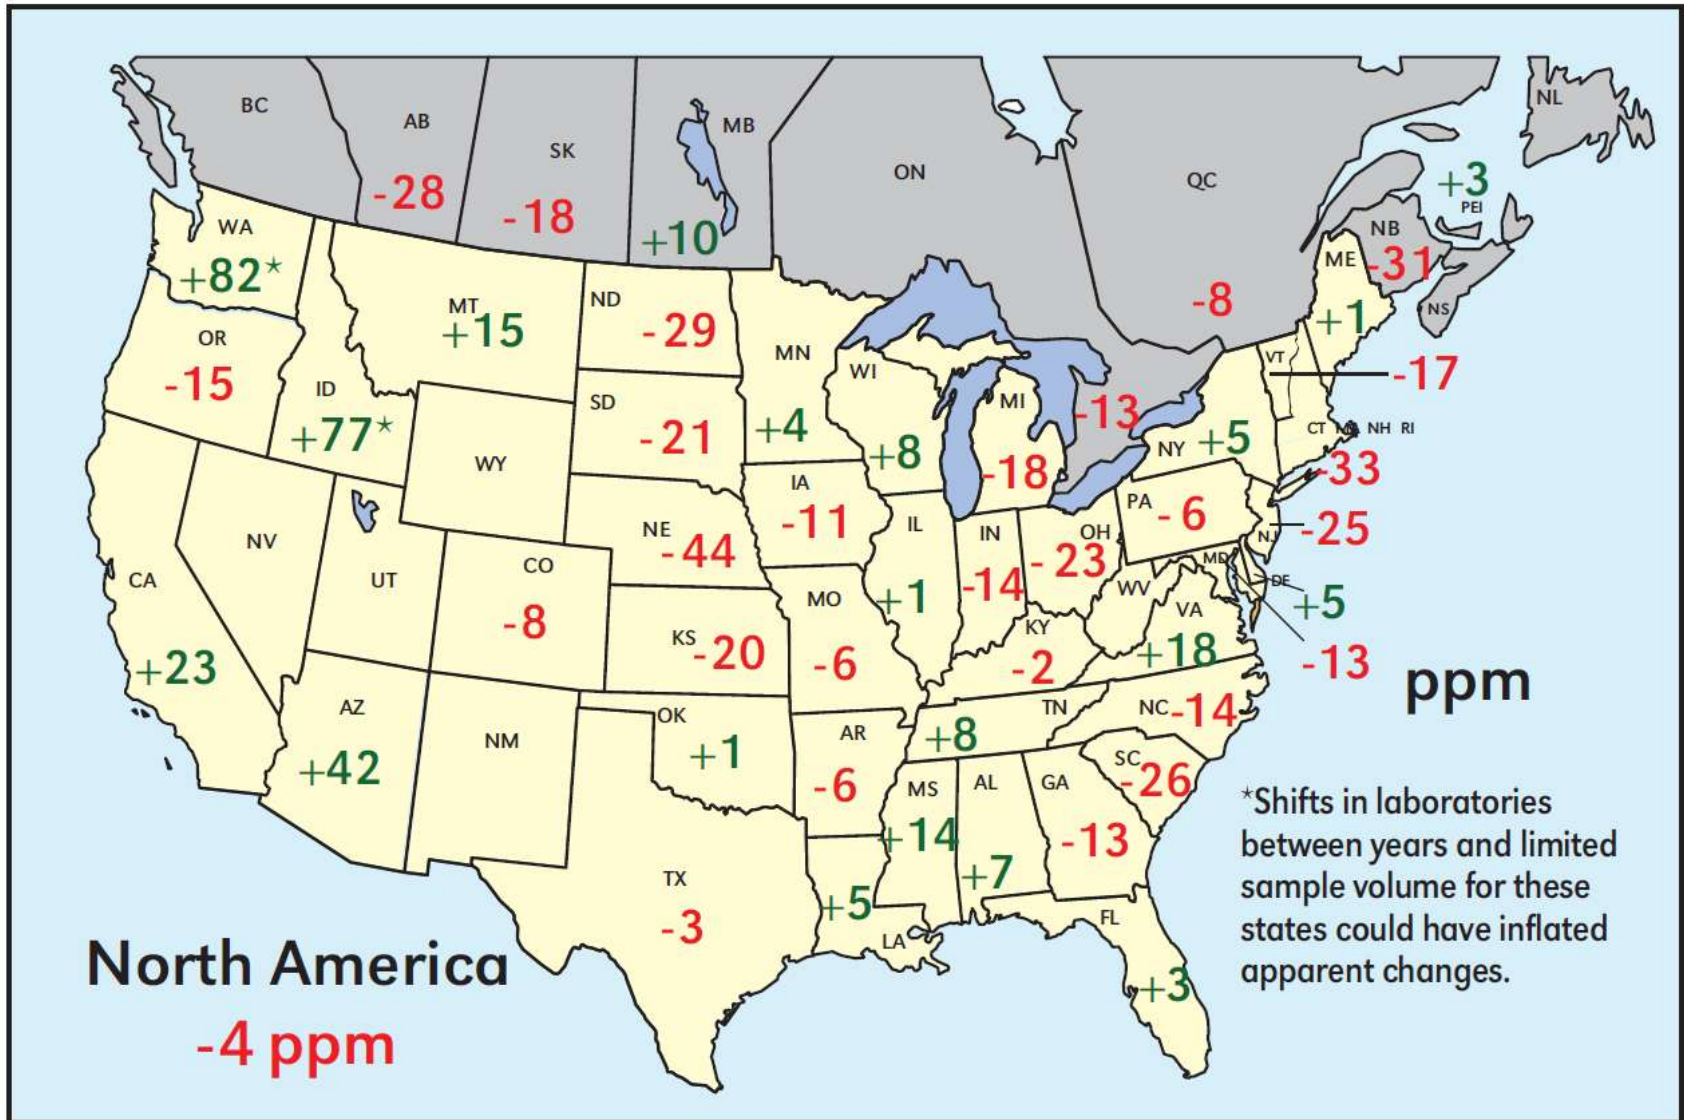 BC
AB
-28
SK
-18
MB
+10
ON
-13
QC
-8
NL
+3
PEI
NB
-31
NS
WA
+82*
OR
-15
ID
+77*
MT
+15
ND
-29
SD
-21
MN
+4
WI
+8
MI
-18
ME
+1
VT
-17
CT MA NH RI
-33
NY +5
PA - 6
NJ
-25
MD
DE
+5
-13
WY
NE
-44
IA
-11
IL
+1
IN
-14
OH
- 23
WV
VA
+18
KY
-2
CA
+23
NV
UT
CO
-8
KS -20
MO
-6
AZ
+42
NM
OK
+1
AR
-6
TN
+8
NC -14
SC
-26
MS
+14
AL
+7
GA
-13
TX
-3
+5
LA
FL
+3
ppm
*Shifts in laboratories
between years and limited
sample volume for these
states could have inflated
apparent changes.
North America
-4 ppm